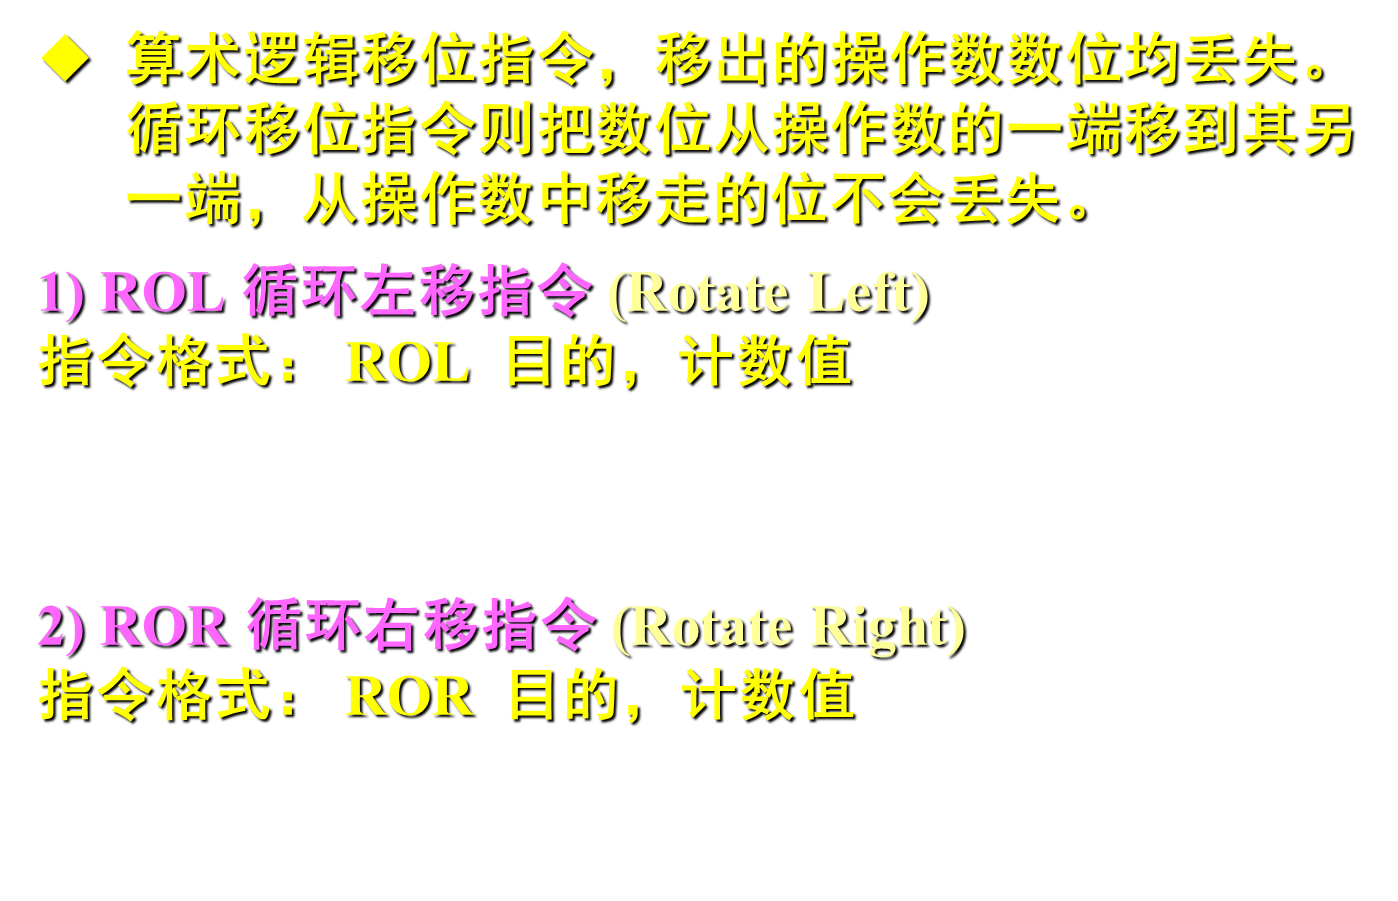 ◆ 算术逻辑移位指令，移出的操作数数位均丢失。
循环移位指令则把数位从操作数的一端移到其另
一端，从操作数中移走的位不会丢失。
1) ROL 循环左移指令 (Rotate Left)
指令格式： ROL 目的，计数值
2) ROR 循环右移指令 (Rotate Right)
指令格式： ROR 目的，计数值